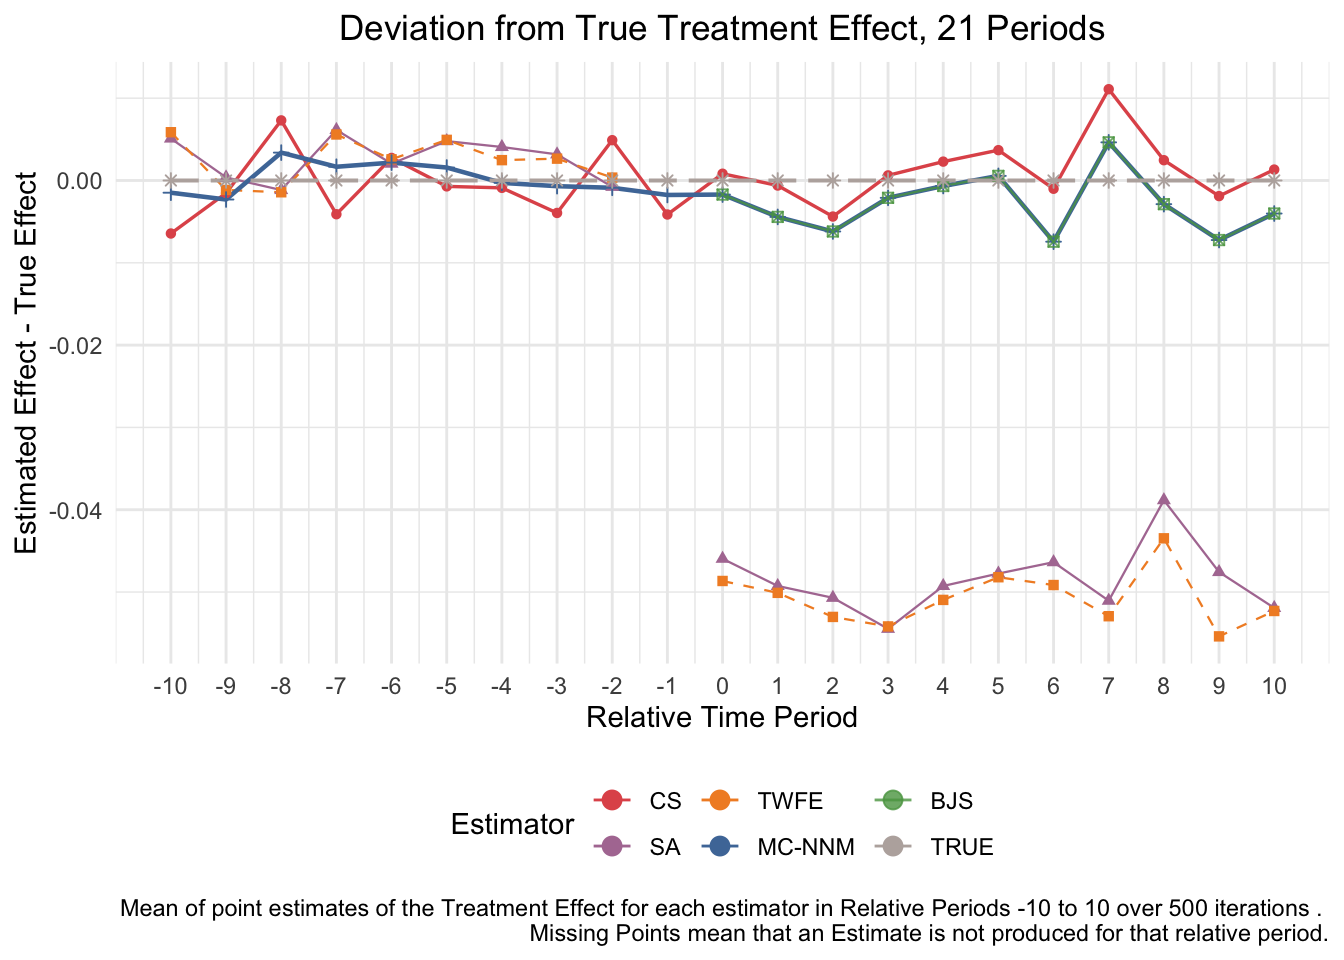 Deviation from True Treatment Effect, 21 Periods
Estimated Effect - True Effect
0.00
-0.02
-0.04
-10 -9 -8 -7 -6 -5 -4 -3 -2 -1 0 1 2 3 4 5 6 7 8 9 10
Relative Time Period
Estimator
CS TWFE BJS
SA MC-NNM TRUE
Mean of point estimates of the Treatment Effect for each estimator in Relative Periods -10 to 10 over 500 iterations .
Missing Points mean that an Estimate is not produced for that relative period.